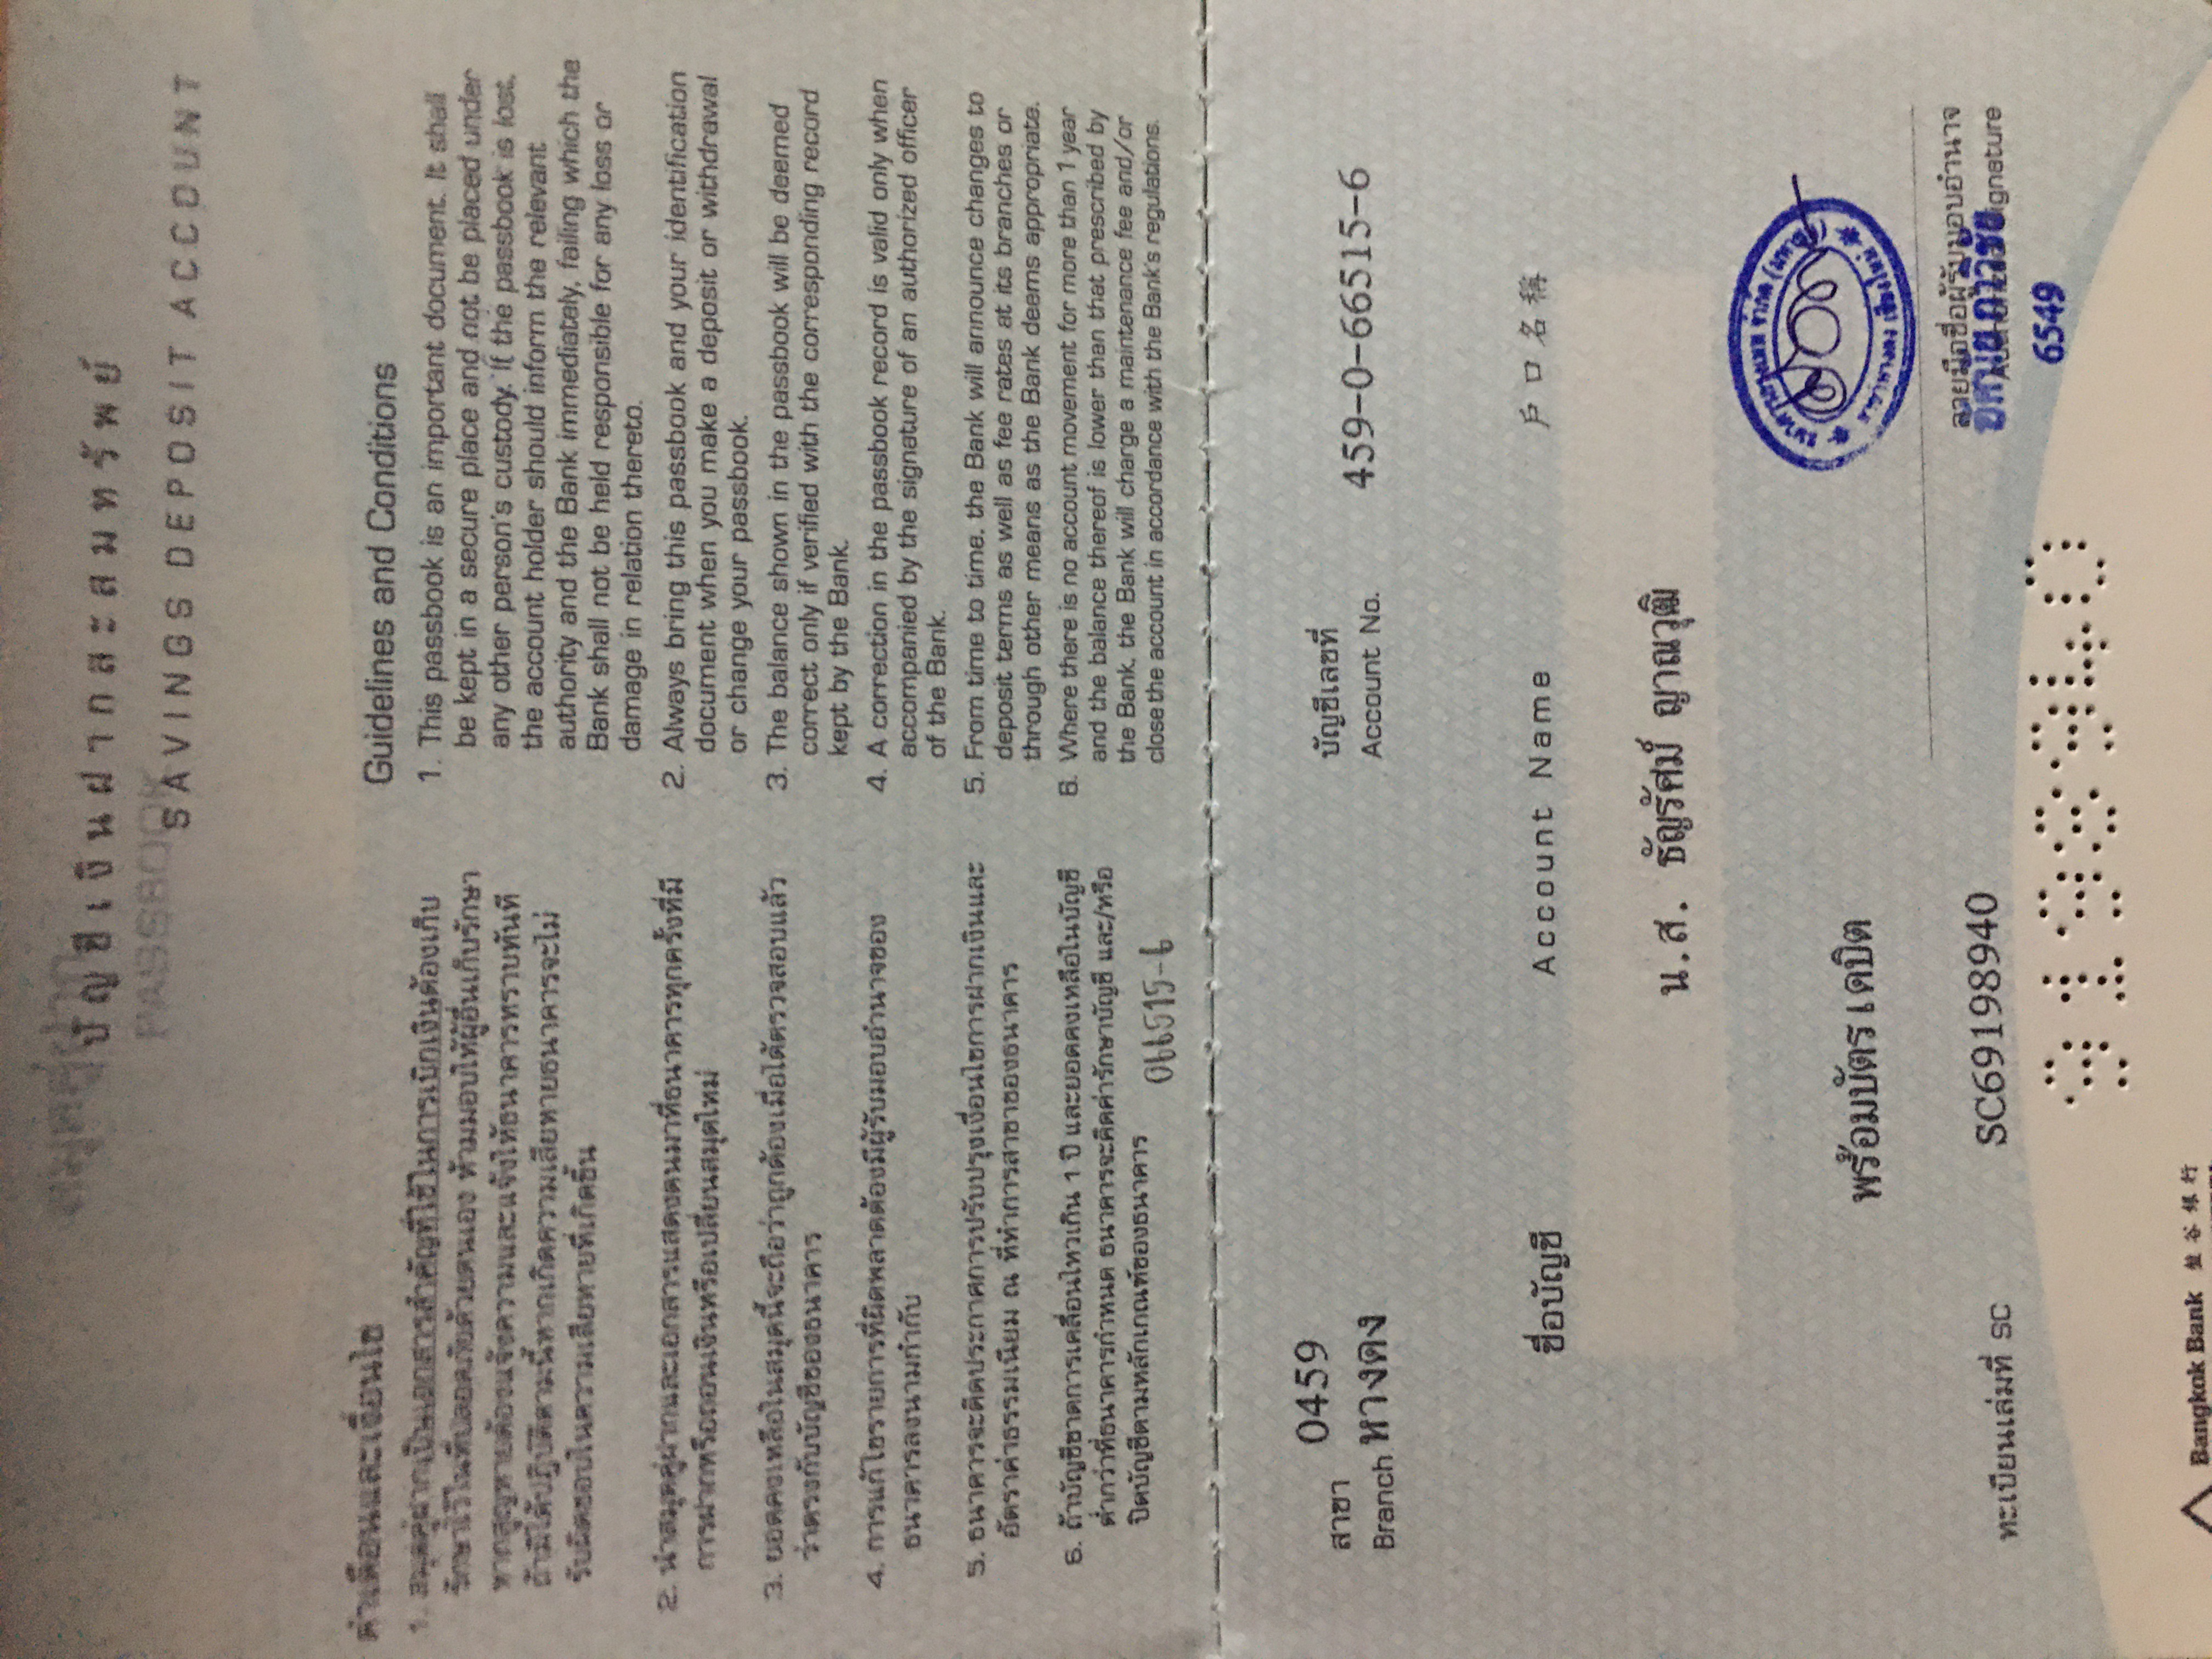 สมุดคู่ฝาก
บัญชีเงินฝากสะสมทรัพย์
PASSBOOK
SAVINGS DEPOSIT ACCOUNT
คำเตือนและเงื่อนไข
1. สมุดคู่ฝากเป็นเอกสารสำคัญที่ใช้ในการเบิกเงินต้องเก็บ
รักษาไว้ในที่ปลอดภัยด้วยตนเอง ห้ามมอบให้ผู้อื่นเก็บรักษา
หากสูญหายต้องแจ้งความและแจ้งให้ธนาคารทราบทันที
ถ้ามิได้ปฏิบัติตามนี้หากเกิดความเสียหายธนาคารจะไม่
รับผิดชอบในความเสียหายที่เกิดขึ้น
2. นำสมุดคู่ฝากและเอกสารแสดงตนมาที่ธนาคารทุกครั้งที่มี
การฝากหรือถอนเงินหรือเปลี่ยนสมุดใหม่
3. ยอดคงเหลือในสมุดนี้จะถือว่าถูกต้องเมื่อได้ตรวจสอบแล้ว
ว่าตรงกับบัญชีของธนาคาร
4. การแก้ไขรายการที่ผิดพลาดต้องมีผู้รับมอบอำนาจของ
ธนาคารลงนามกำกับ
5. ธนาคารจะติดประกาศการปรับปรุงเงื่อนไขการฝากเงินและ
อัตราค่าธรรมเนียม ณ ที่ทำการสาขาของธนาคาร
6. ถ้าบัญชีขาดการเคลื่อนไหวเกิน 1 ปี และยอดคงเหลือในบัญชี
ต่ำกว่าที่ธนาคารกำหนด ธนาคารจะคิดค่ารักษาบัญชี และ/หรือ
ปิดบัญชีตามหลักเกณฑ์ของธนาคาร
066515-6
Guidelines and Conditions
1. This passbook is an important document. It shall
be kept in a secure place and not be placed under
any other person's custody. If the passbook is lost,
the account holder should inform the relevant
authority and the Bank immediately, failing which the
Bank shall not be held responsible for any loss or
damage in relation thereto.
2. Always bring this passbook and your identification
document when you make a deposit or withdrawal
or change your passbook.
3. The balance shown in the passbook will be deemed
correct only if verified with the corresponding record
kept by the Bank.
4. A correction in the passbook record is valid only when
accompanied by the signature of an authorized officer
of the Bank.
5. From time to time, the Bank will announce changes to
deposit terms as well as fee rates at its branches or
through other means as the Bank deems appropriate.
6. Where there is no account movement for more than 1 year
and the balance thereof is lower than that prescribed by
the Bank, the Bank will charge a maintenance fee and/or
close the account in accordance with the Bank's regulations.
สาขา 0459
Branch หางดง
บัญชีเลขที่
Account No. 459-0-66515-6
ชื่อบัญชี Account Name 戶口名稱
น.ส. ธัญรัศม์ ญาณวุฒิ
พร้อมบัตรเดบิต
ธนาคารกรุงเทพ จำกัด (มหาชน)
สาขาหางดง เชียงใหม่
ทะเบียนเล่มที่ SC SC69198940
ลายมือชื่อผู้รับมอบอำนาจ
Authorized Signature
6549
9198940
Bangkok Bank 盤谷銀行